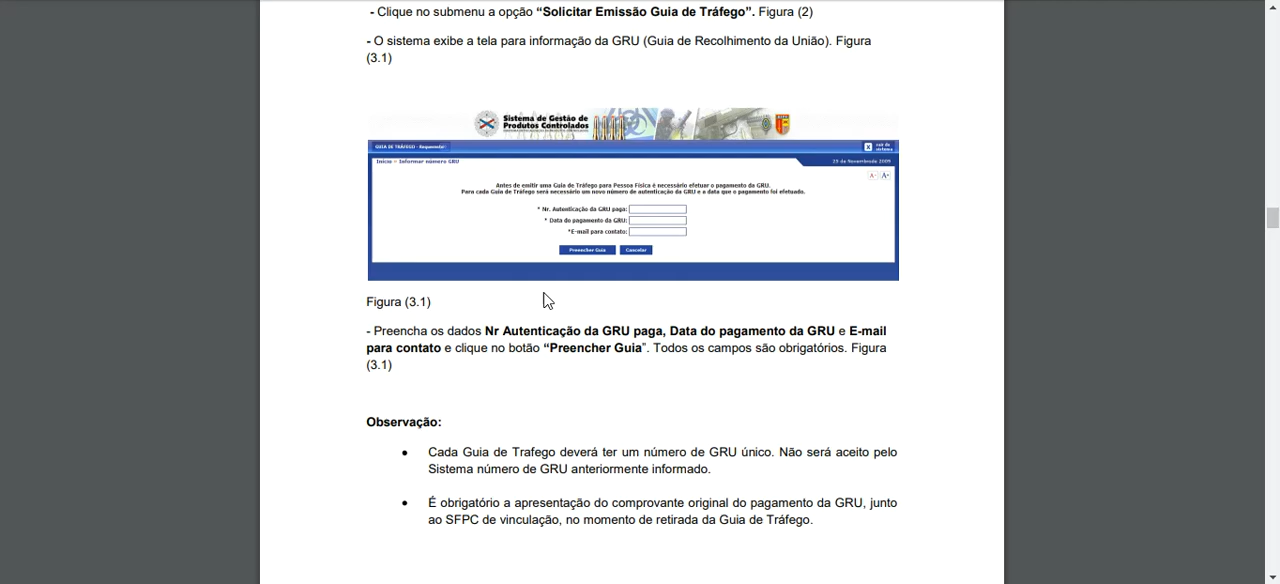 - Clique no submenu a opção “Solicitar Emissão Guia de Tráfego”. Figura (2)
- O sistema exibe a tela para informação da GRU (Guia de Recolhimento da União). Figura
(3.1)
Sistema de Gestão de
Produtos Controlados
GUIA DE TRÁFEGO - Requerente
X sair do
sistema
Início > Informar número GRU
25 de Novembrode 2005
A- A+
Antes de emitir uma Guia de Tráfego para Pessoa Física é necessário efetuar o pagamento da GRU.
Para cada Guia de Tráfego será necessário um novo número de autenticação da GRU e a data que o pagamento foi efetuado.
* Nr. Autenticação da GRU paga:
* Data do pagamento da GRU:
*E-mail para contato:
Preencher Guia Cancelar
Figura (3.1)
- Preencha os dados Nr Autenticação da GRU paga, Data do pagamento da GRU e E-mail
para contato e clique no botão “Preencher Guia”. Todos os campos são obrigatórios. Figura
(3.1)
Observação:
• Cada Guia de Trafego deverá ter um número de GRU único. Não será aceito pelo
Sistema número de GRU anteriormente informado.
• É obrigatório a apresentação do comprovante original do pagamento da GRU, junto
ao SFPC de vinculação, no momento de retirada da Guia de Tráfego.